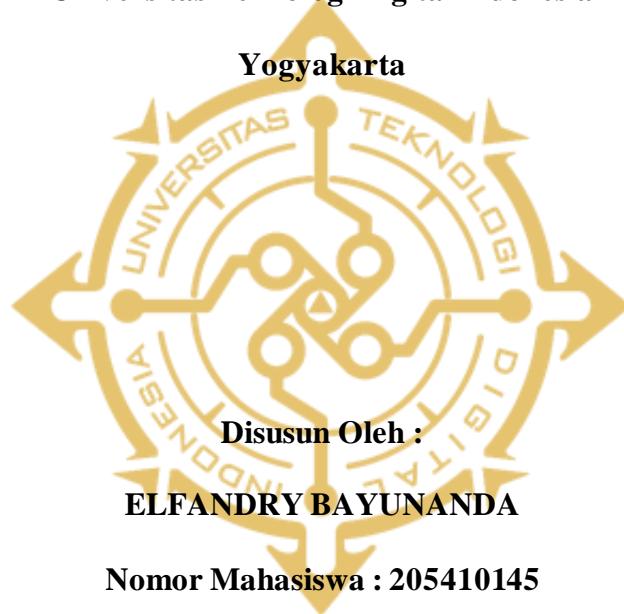 Yogyakarta
UNIVERSITAS TEKNOLOGI DIGITAL INDONESIA
Disusun Oleh :
ELFANDRY BAYUNANDA
Nomor Mahasiswa : 205410145